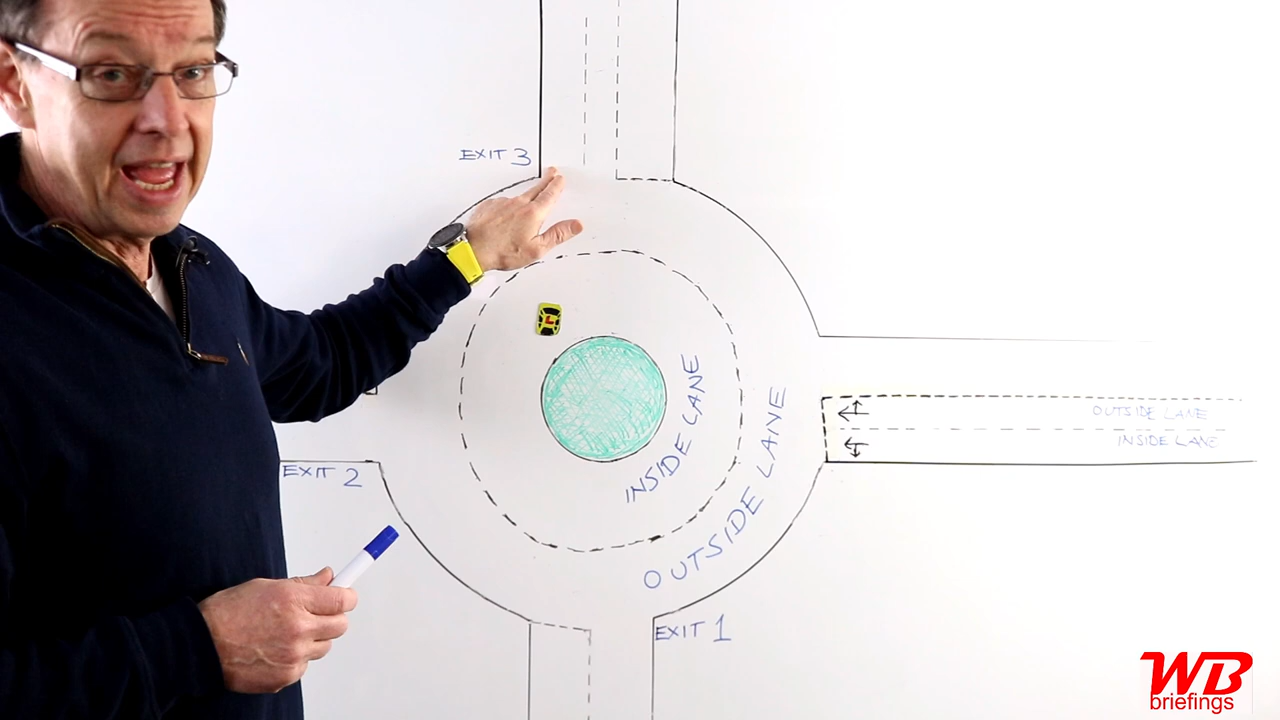 EXIT 3
L
OUTSIDE LANE
INSIDE LANE
INSIDE LANE
OUTSIDE LANE
EXIT 2
EXIT 1
WB
briefings